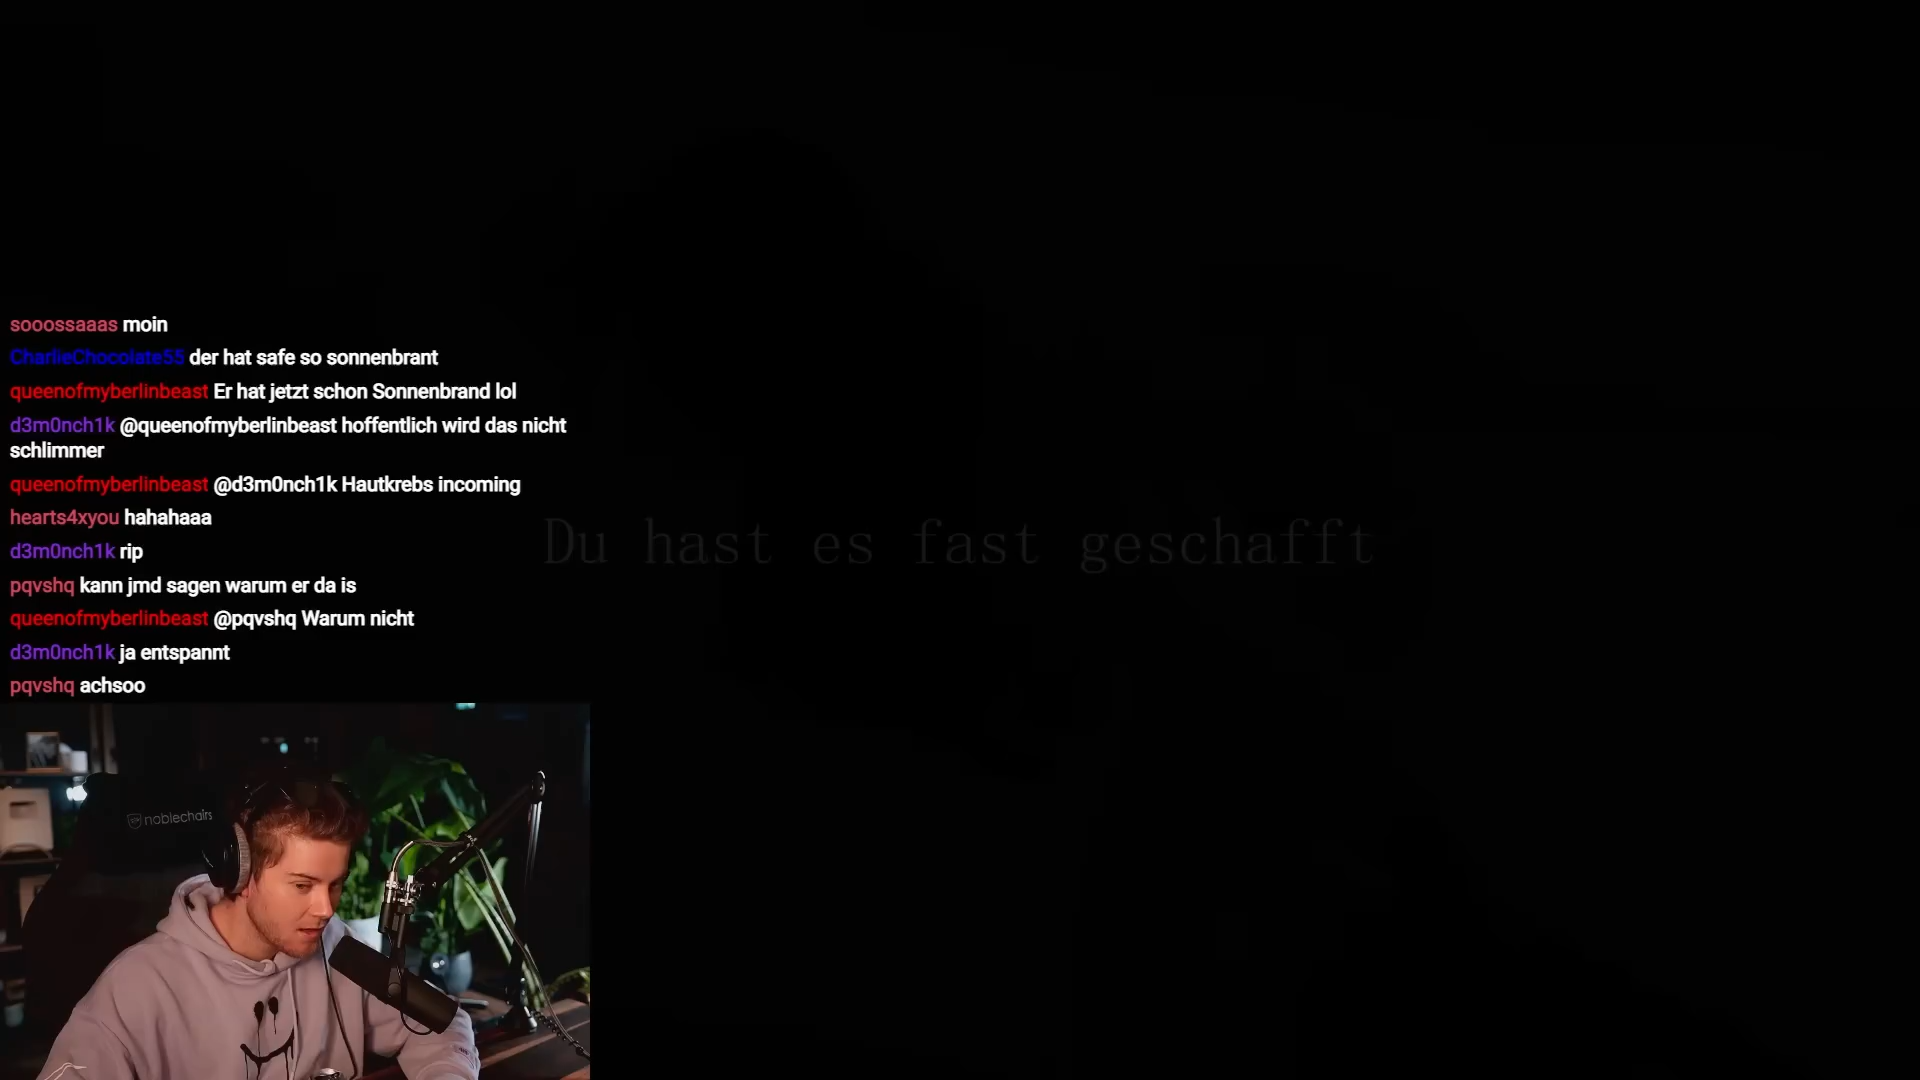 sooossaaas moin
CharlieChocolate55 der hat safe so sonnenbrant
queenofmyberlinbeast Er hat jetzt schon Sonnenbrand lol
d3m0nch1k @queenofmyberlinbeast hoffentlich wird das nicht
schlimmer
queenofmyberlinbeast @d3m0nch1k Hautkrebs incoming
hearts4xyou hahahaaa
Du hast es fast geschafft
d3m0nch1k rip
pqvshq kann jmd sagen warum er da is
queenofmyberlinbeast @pqvshq Warum nicht
d3m0nch1k ja entspannt
pqvshq achsoo
noblechairs